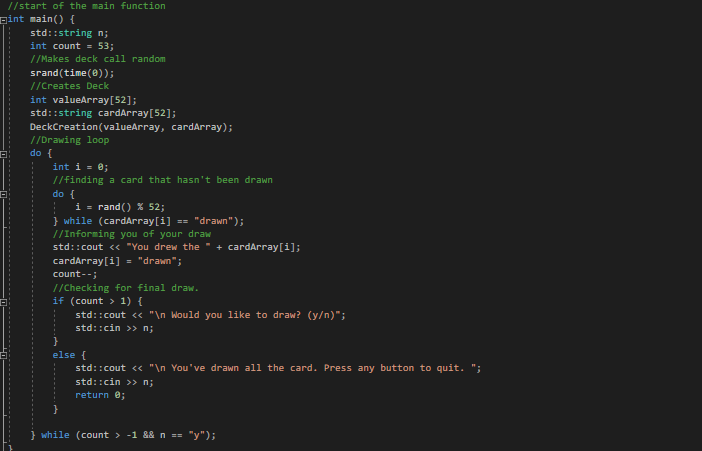 //start of the main function
int main() {
std::string n;
int count = 53;
//Makes deck call random
srand(time(0));
//Creates Deck
int valueArray[52];
std::string cardArray[52];
DeckCreation(valueArray, cardArray);
//Drawing loop
do {
int i = 0;
//finding a card that hasn't been drawn
do {
i = rand() % 52;
} while (cardArray[i] == "drawn");
//Informing you of your draw
std::cout << "You drew the " + cardArray[i];
cardArray[i] = "drawn";
count--;
//Checking for final draw.
if (count > 1) {
std::cout << "\n Would you like to draw? (y/n)";
std::cin >> n;
}
else {
std::cout << "\n You've drawn all the card. Press any button to quit. ";
std::cin >> n;
return 0;
}
} while (count > -1 && n == "y");
}